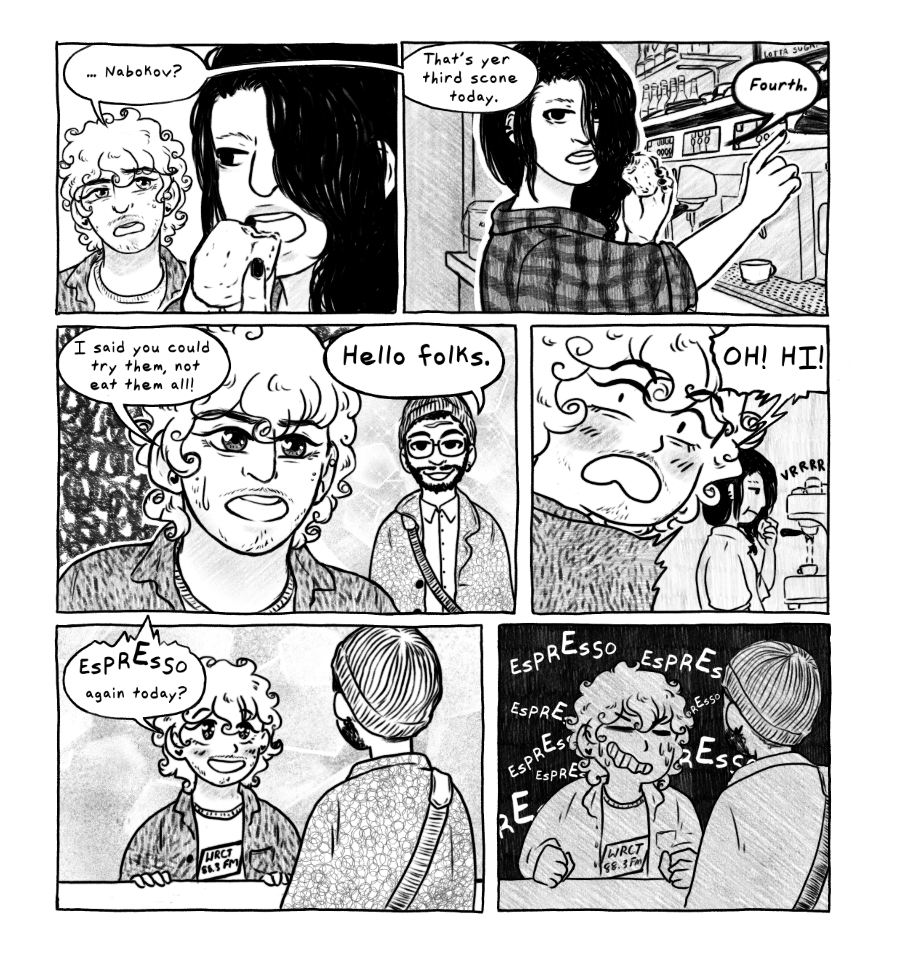 ... Nabokov?
That's yer
third scone
today.
LOTTA SUGAR
Fourth.
I said you could
try them, not
eat them all!
Hello folks.
OH! HI!
VRRRR
ESPRESSO
again today?
WRCT
88.3 FM
ESPRESSO
ESPRES
ESPRE
RESSO
ESPRES
ESPRE
RESS
RE
WRCT
88.3 FM